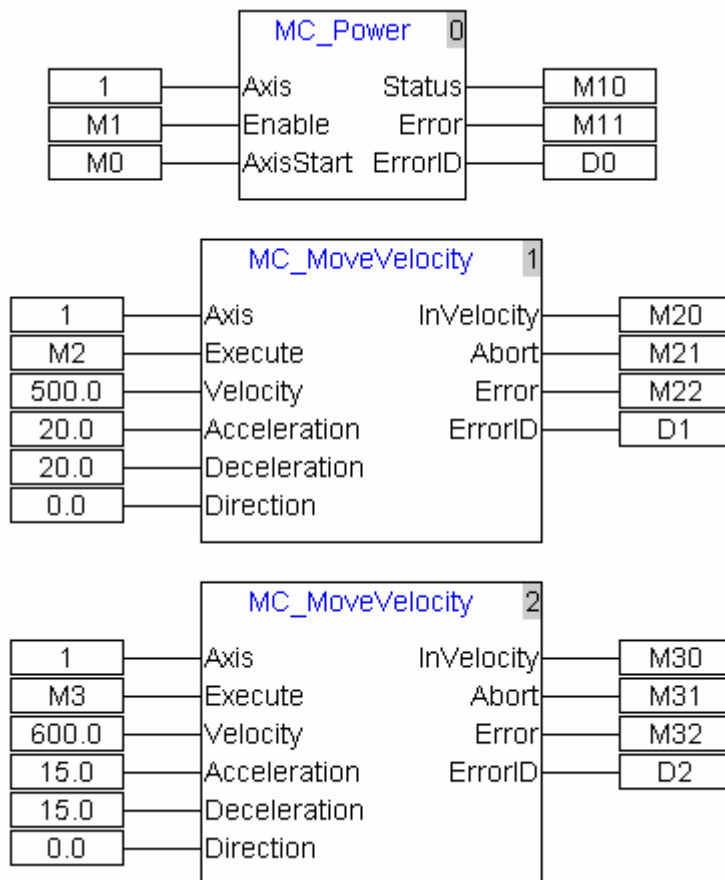 MC_Power 0
1 Axis Status M10
M1 Enable Error M11
M0 AxisStart ErrorID D0
MC_MoveVelocity 1
1 Axis InVelocity M20
M2 Execute Abort M21
500.0 Velocity Error M22
20.0 Acceleration ErrorID D1
20.0 Deceleration
0.0 Direction
MC_MoveVelocity 2
1 Axis InVelocity M30
M3 Execute Abort M31
600.0 Velocity Error M32
15.0 Acceleration ErrorID D2
15.0 Deceleration
0.0 Direction